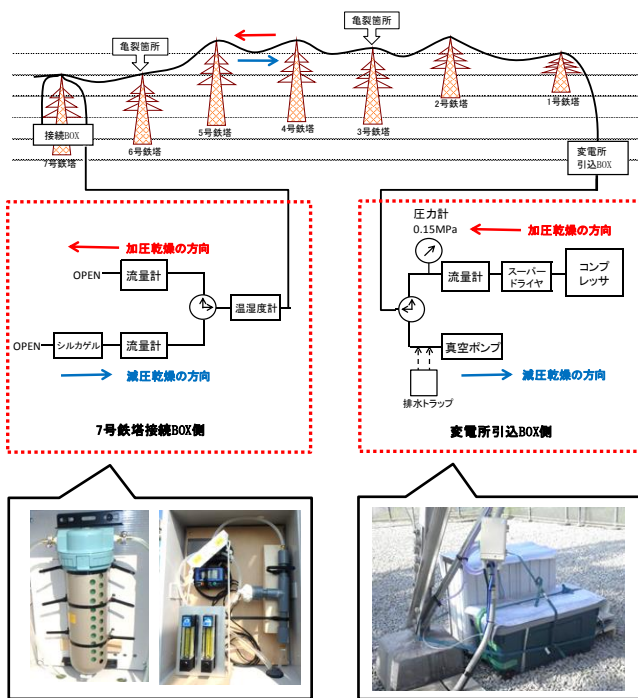 亀裂箇所
亀裂箇所
7号鉄塔
6号鉄塔
5号鉄塔
4号鉄塔
3号鉄塔
2号鉄塔
1号鉄塔
接続BOX
変電所
引込BOX
加圧乾燥の方向
OPEN
流量計
温湿度計
OPEN
シルカゲル
流量計
減圧乾燥の方向
7号鉄塔接続BOX側
圧力計
0.15MPa
加圧乾燥の方向
流量計
スーパー
ドライヤ
コンプ
レッサ
真空ポンプ
排水トラップ
減圧乾燥の方向
変電所引込BOX側